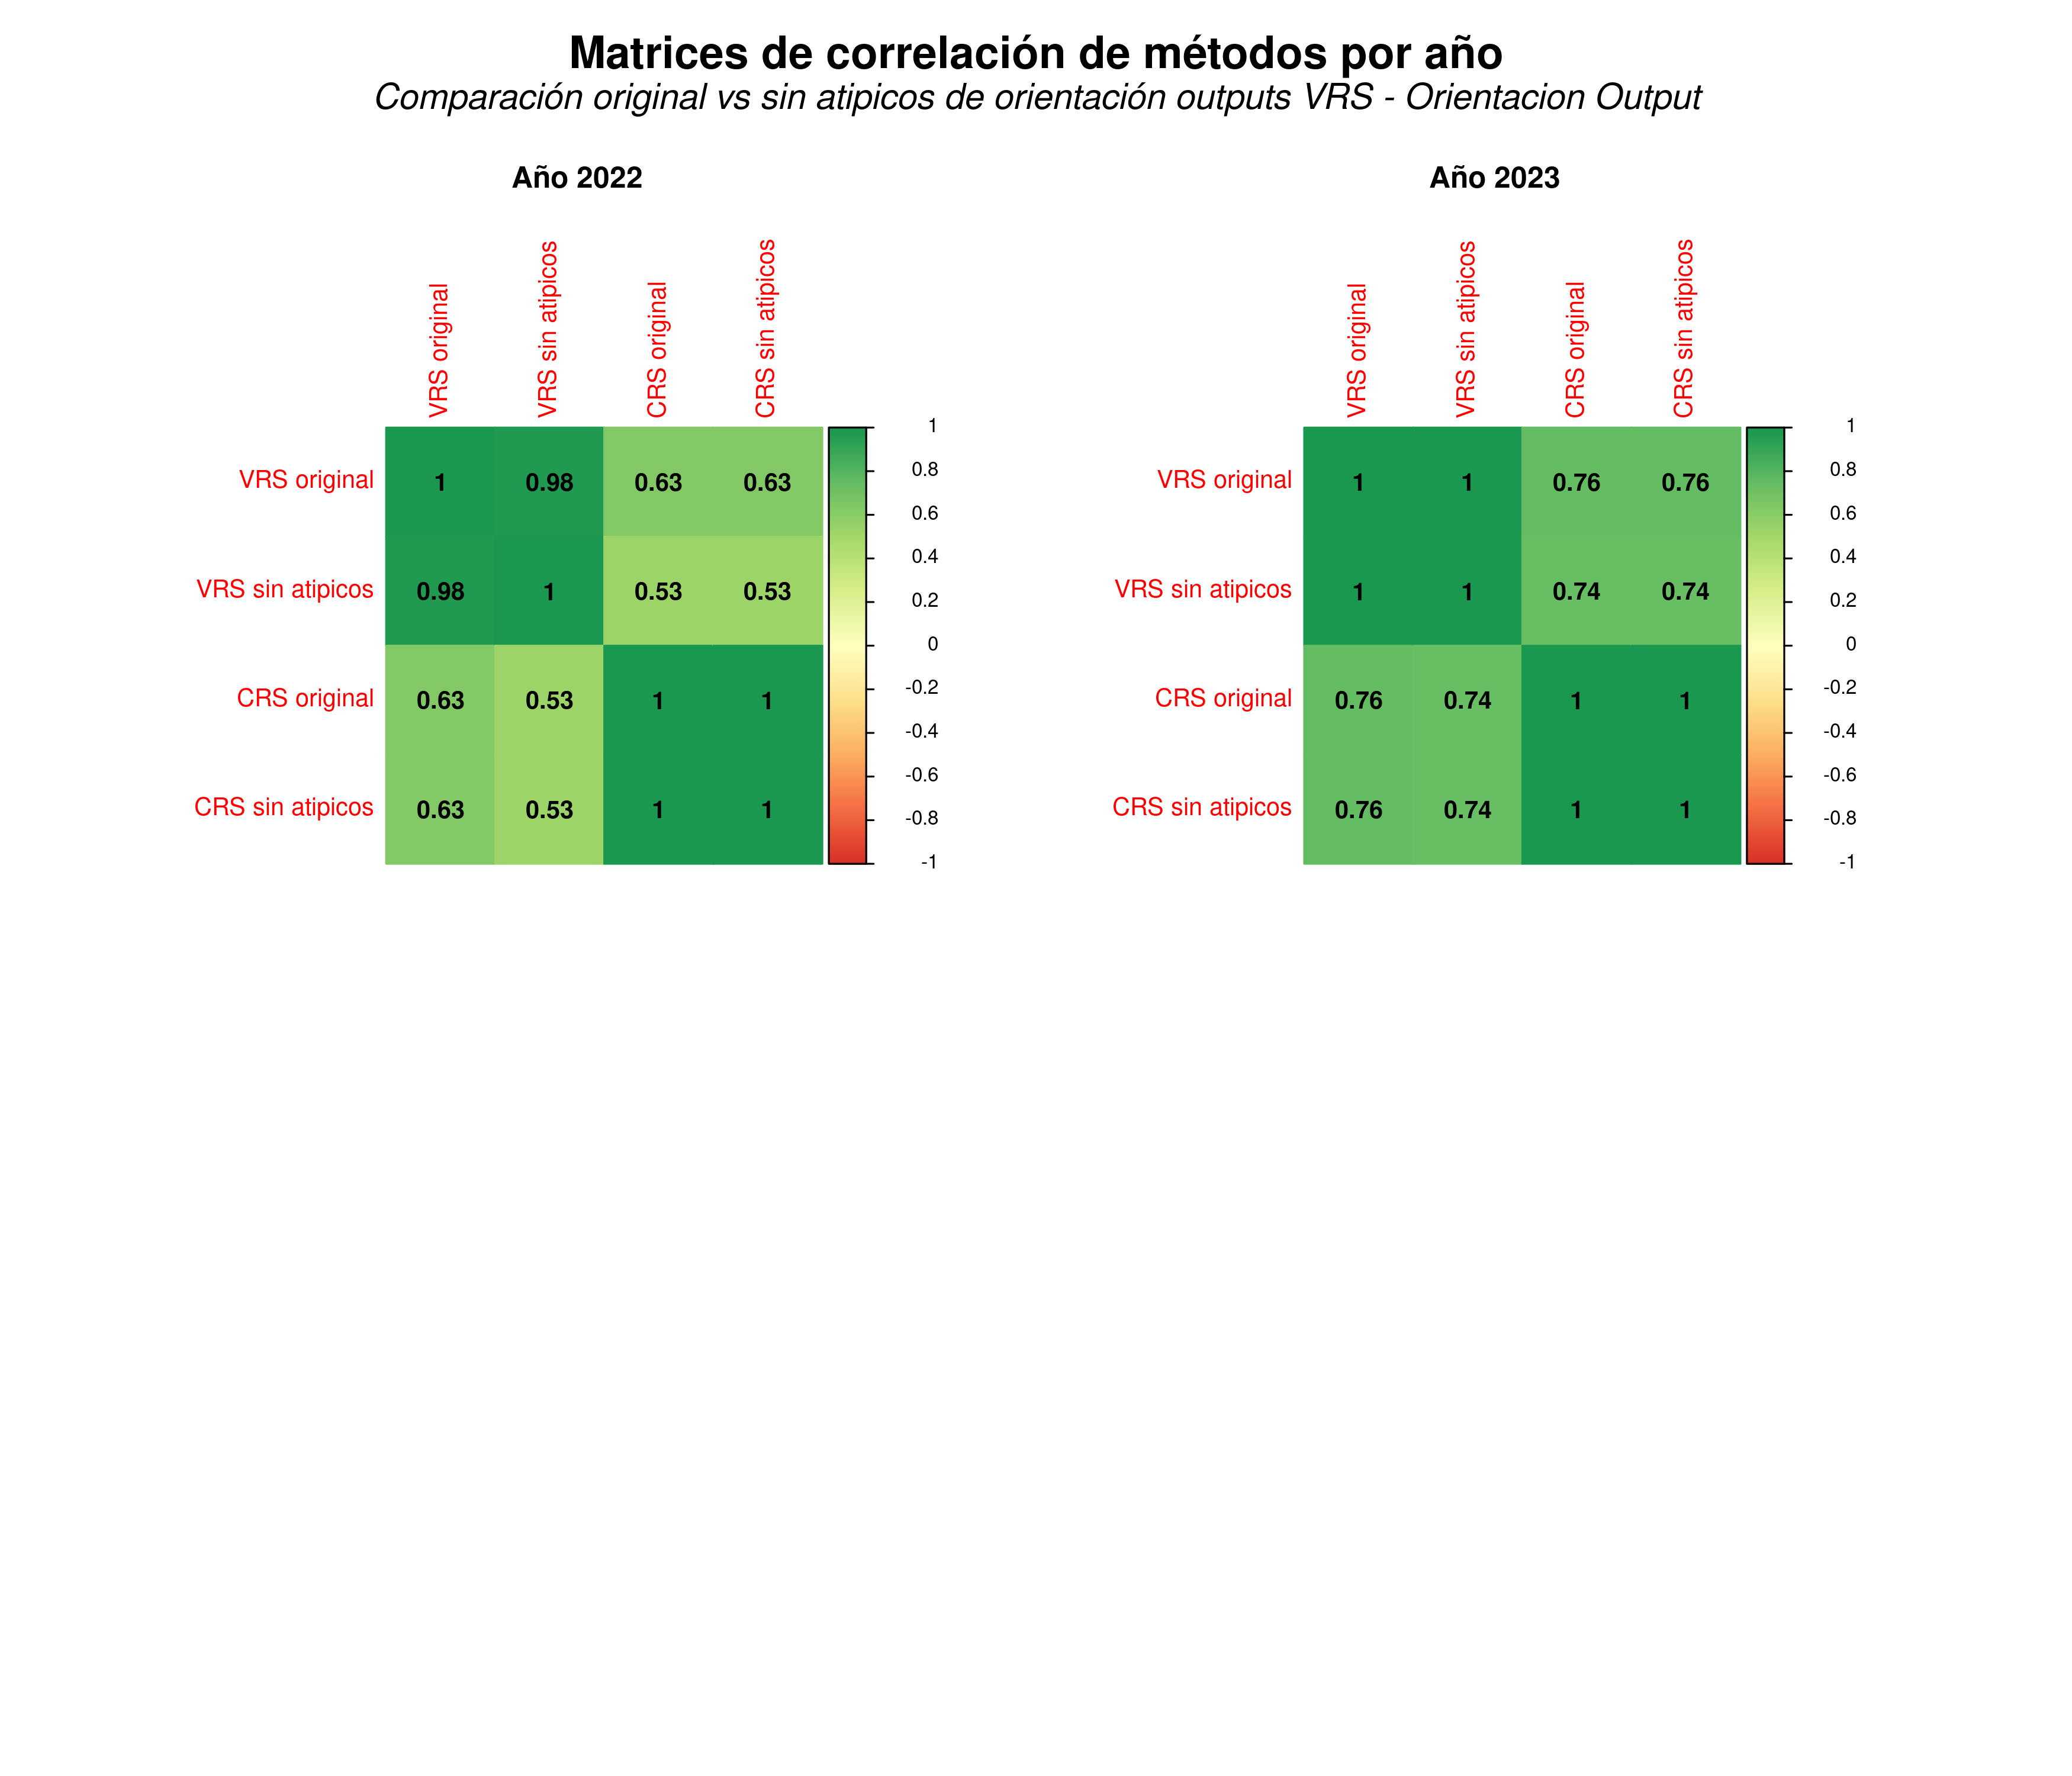 Matrices de correlación de métodos por año
Comparación original vs sin atipicos de orientación outputs VRS - Orientacion Output
Año 2022
VRS original
VRS sin atipicos
CRS original
CRS sin atipicos
VRS original 1 0.98 0.63 0.63
VRS sin atipicos 0.98 1 0.53 0.53
CRS original 0.63 0.53 1 1
CRS sin atipicos 0.63 0.53 1 1
1
0.8
0.6
0.4
0.2
0
-0.2
-0.4
-0.6
-0.8
-1
Año 2023
VRS original
VRS sin atipicos
CRS original
CRS sin atipicos
VRS original 1 1 0.76 0.76
VRS sin atipicos 1 1 0.74 0.74
CRS original 0.76 0.74 1 1
CRS sin atipicos 0.76 0.74 1 1
1
0.8
0.6
0.4
0.2
0
-0.2
-0.4
-0.6
-0.8
-1